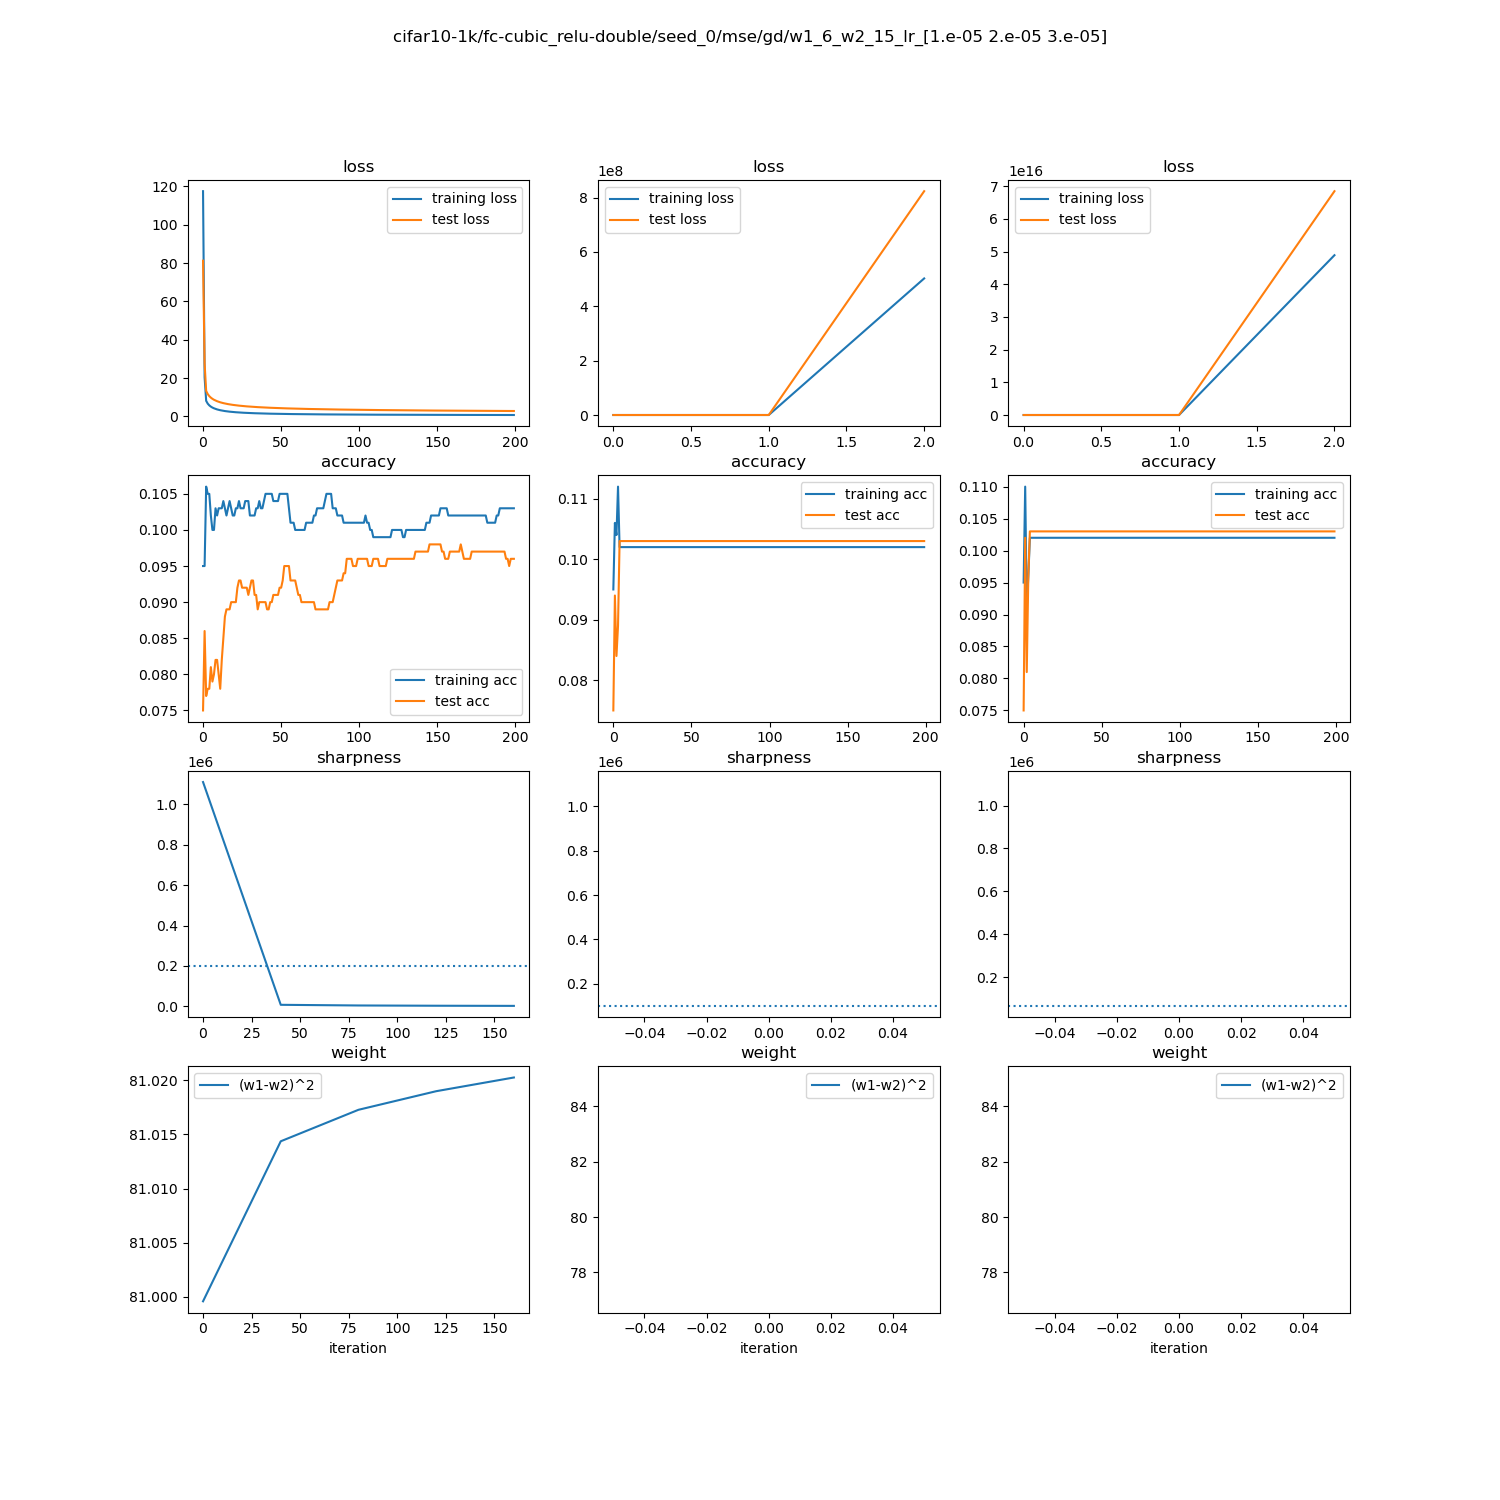 cifar10-1k/fc-cubic_relu-double/seed_0/mse/gd/w1_6_w2_15_lr_[1.e-05 2.e-05 3.e-05]
loss
120
100
80
60
40
20
0
training loss
test loss
0 50 100 150 200
loss
1e8
8
6
4
2
0
training loss
test loss
0.0 0.5 1.0 1.5 2.0
loss
1e16
7
6
5
4
3
2
1
0
training loss
test loss
0.0 0.5 1.0 1.5 2.0
accuracy
0.105
0.100
0.095
0.090
0.085
0.080
0.075
training acc
test acc
0 50 100 150 200
accuracy
0.11
0.10
0.09
0.08
training acc
test acc
0 50 100 150 200
accuracy
0.110
0.105
0.100
0.095
0.090
0.085
0.080
0.075
training acc
test acc
0 50 100 150 200
sharpness
1e6
1.0
0.8
0.6
0.4
0.2
0.0
0 25 50 75 100 125 150
sharpness
1e6
1.0
0.8
0.6
0.4
0.2
−0.04 −0.02 0.00 0.02 0.04
sharpness
1e6
1.0
0.8
0.6
0.4
0.2
−0.04 −0.02 0.00 0.02 0.04
weight
81.020
81.015
81.010
81.005
81.000
(w1-w2)^2
0 25 50 75 100 125 150
iteration
weight
84
82
80
78
(w1-w2)^2
−0.04 −0.02 0.00 0.02 0.04
iteration
weight
84
82
80
78
(w1-w2)^2
−0.04 −0.02 0.00 0.02 0.04
iteration